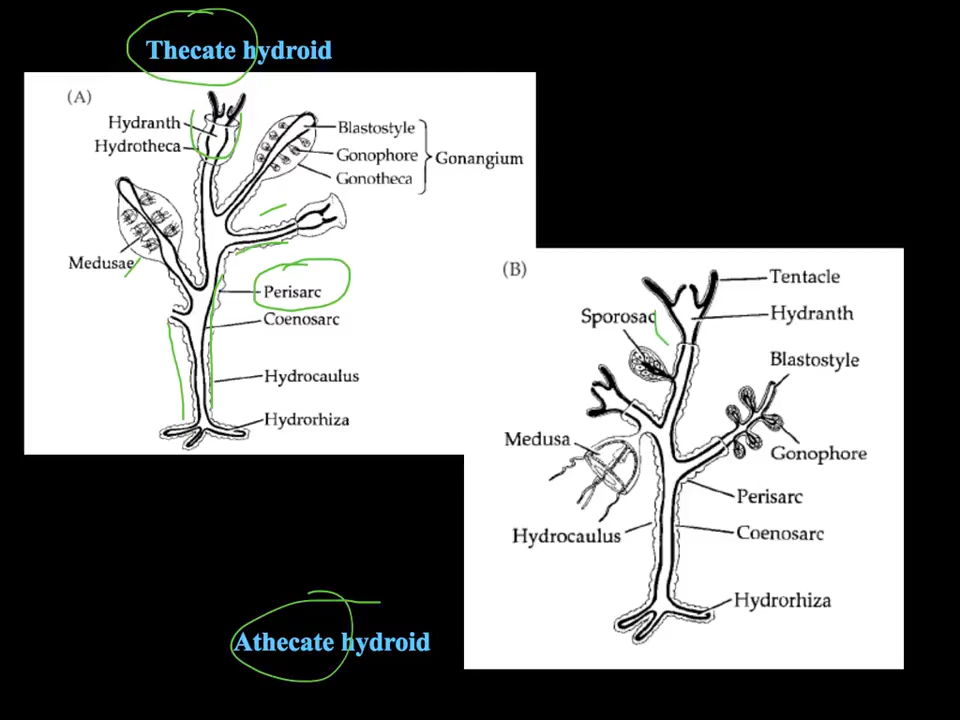 Thecate hydroid
(A)
Hydranth
Hydrotheca
Blastostyle
Gonophore
Gonotheca
Gonangium
Medusae
Perisarc
Coenosarc
Hydrocaulus
Hydrorhiza
(B)
Tentacle
Sporosac
Hydranth
Blastostyle
Medusa
Gonophore
Perisarc
Hydrocaulus
Coenosarc
Hydrorhiza
Athecate hydroid